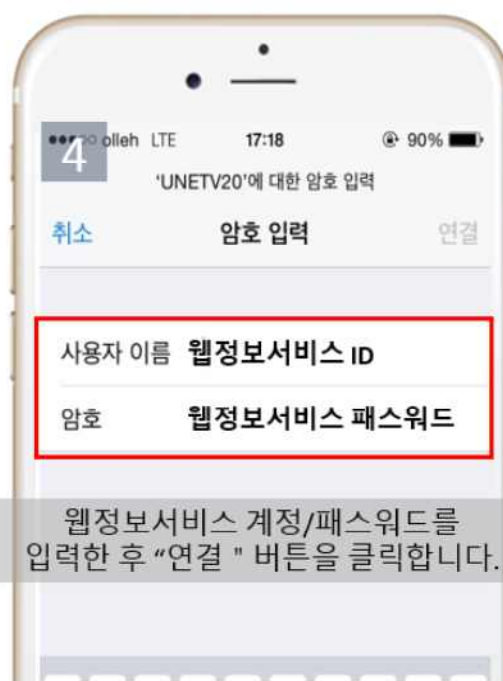 olleh LTE 17:18 90%
4
'UNETV20'에 대한 암호 입력
취소 암호 입력 연결
사용자 이름 웹정보서비스 ID
암호 웹정보서비스 패스워드
웹정보서비스 계정/패스워드를
입력한 후 “연결 " 버튼을 클릭합니다.